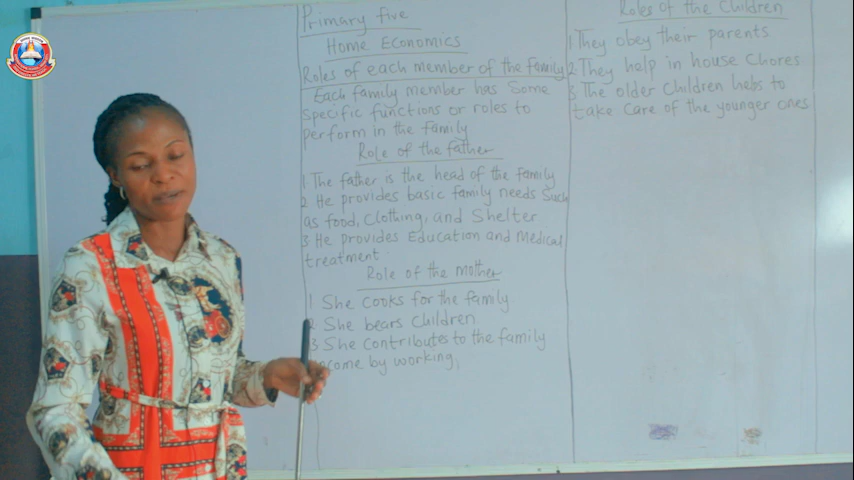 Primary five
Home Economics
Roles of each member of the family
Each family member has Some
specific functions or roles to
perform in the family
Role of the father
1 The father is the head of the family
2 He provides basic family needs Such
as food, Clothing, and Shelter
3 He provides Education and Medical
treatment.
Role of the Mother
1 She Cooks for the family
2 She bears Children
3 She contributes to the family
income by working,
Roles of the Children
1 They obey their parents
2 They help in house Chores
3 The older Children helps to
take Care of the younger ones